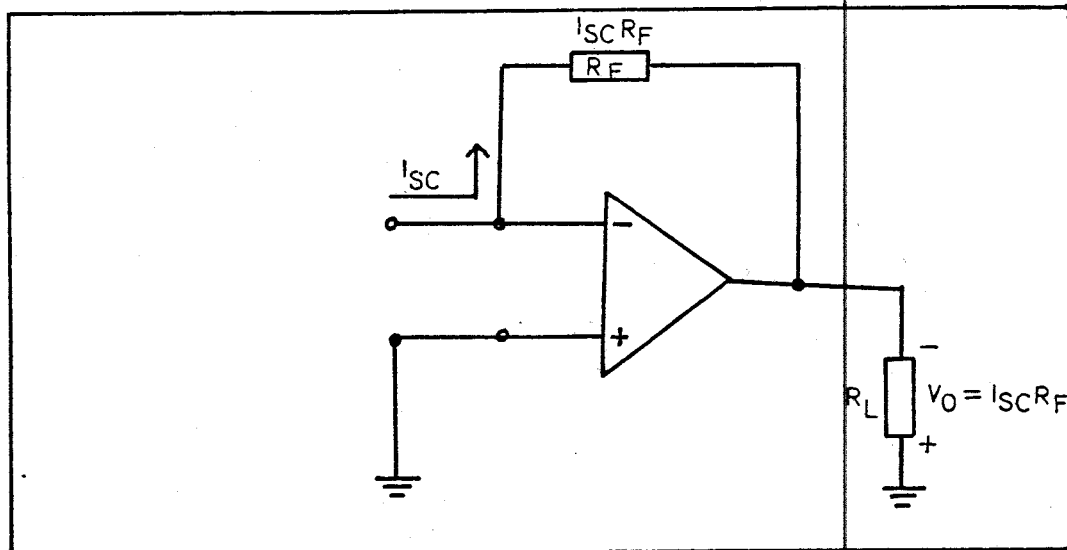 I_SC R_F
R_F
I_SC
−
+
−
R_L V_O = I_SC R_F
+